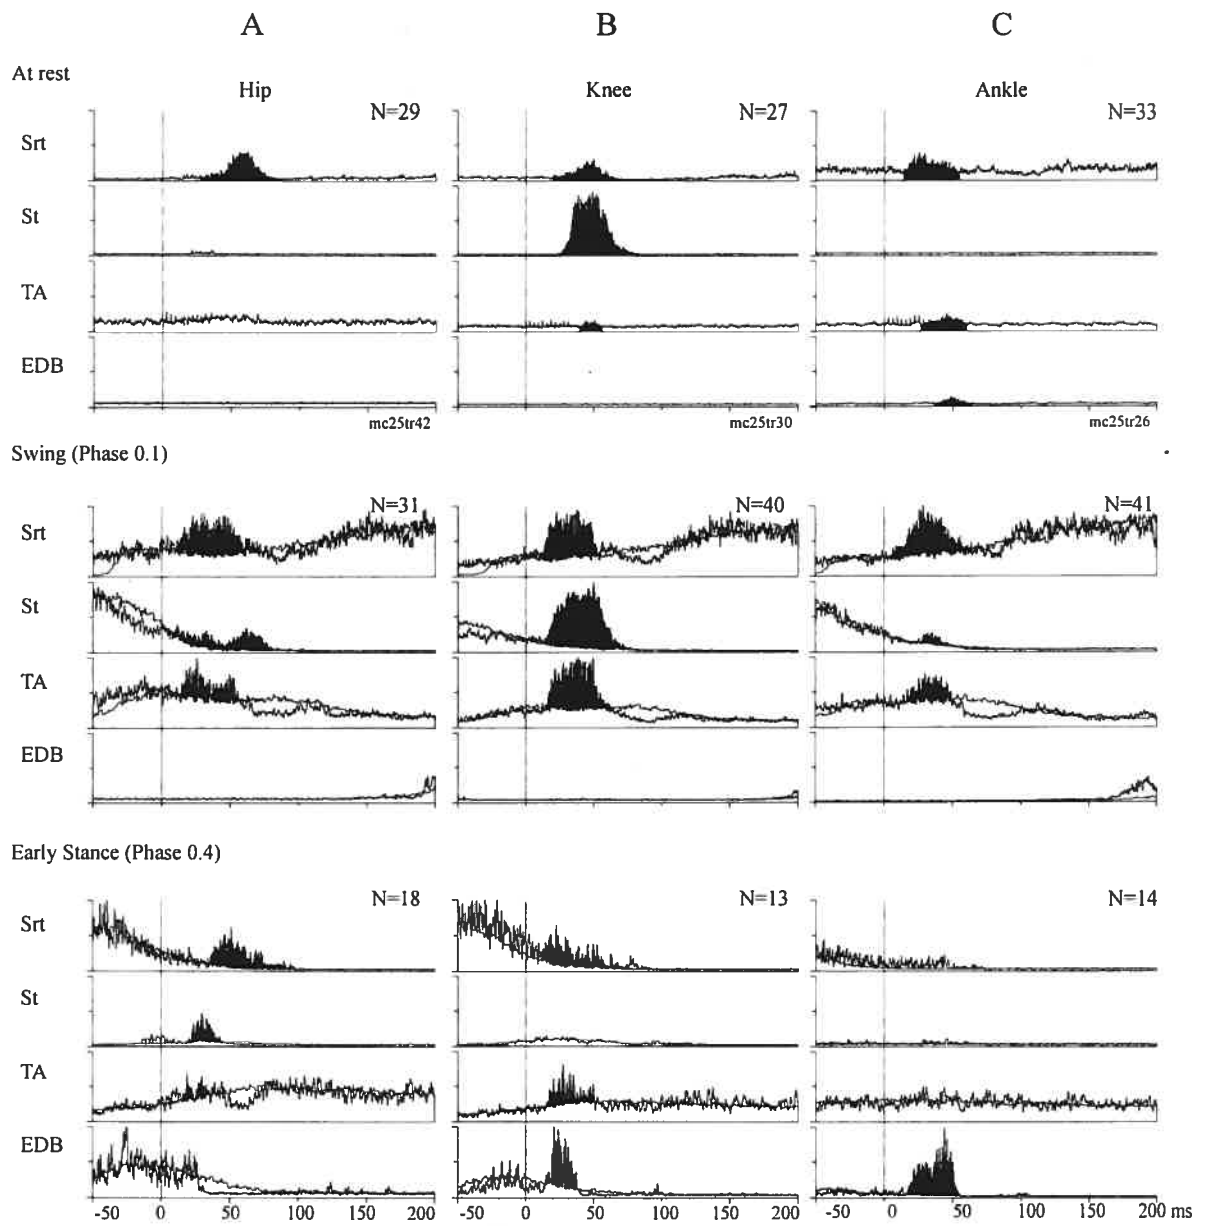 A B C
At rest
Hip Knee Ankle
N=29 N=27 N=33
Srt
St
TA
EDB
mc25tr42 mc25tr30 mc25tr26
Swing (Phase 0.1)
N=31 N=40 N=41
Srt
St
TA
EDB
Early Stance (Phase 0.4)
N=18 N=13 N=14
Srt
St
TA
EDB
-50 0 50 100 150 200 -50 0 50 100 150 200 -50 0 50 100 150 200 ms